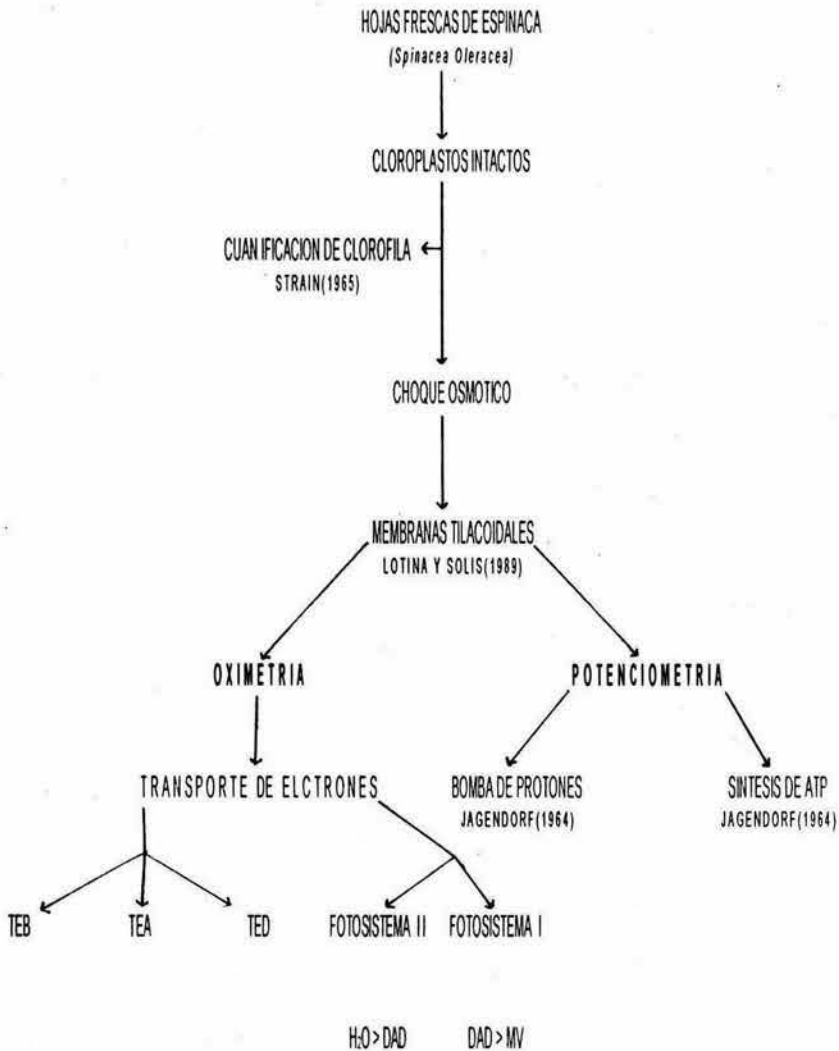 HOJAS FRESCAS DE ESPINACA
(Spinacea Oleracea)
CLOROPLASTOS INTACTOS
CUAN IFICACION DE CLOROFILA
STRAIN(1965)
CHOQUE OSMOTICO
MEMBRANAS TILACOIDALES
LOTINA Y SOLIS(1989)
OXIMETRIA
POTENCIOMETRIA
TRANSPORTE DE ELCTRONES
BOMBA DE PROTONES
JAGENDORF(1964)
SINTESIS DE ATP
JAGENDORF(1964)
TEB
TEA
TED
FOTOSISTEMA II
FOTOSISTEMA I
H₂O > DAD
DAD > MV